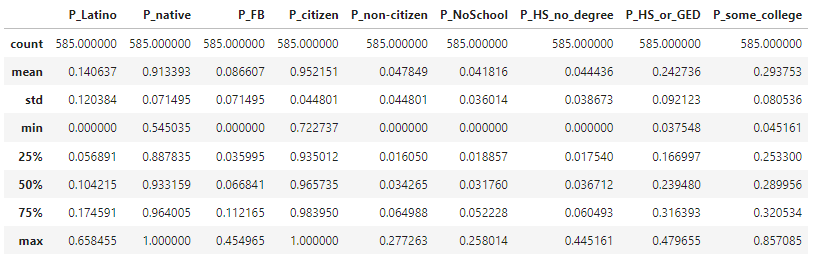 P_Latino P_native P_FB P_citizen P_non-citizen P_NoSchool P_HS_no_degree P_HS_or_GED P_some_college
count 585.000000 585.000000 585.000000 585.000000 585.000000 585.000000 585.000000 585.000000 585.000000
mean 0.140637 0.913393 0.086607 0.952151 0.047849 0.041816 0.044436 0.242736 0.293753
std 0.120384 0.071495 0.071495 0.044801 0.044801 0.036014 0.038673 0.092123 0.080536
min 0.000000 0.545035 0.000000 0.722737 0.000000 0.000000 0.000000 0.037548 0.045161
25% 0.056891 0.887835 0.035995 0.935012 0.016050 0.018857 0.017540 0.166997 0.253300
50% 0.104215 0.933159 0.066841 0.965735 0.034265 0.031760 0.036712 0.239480 0.289956
75% 0.174591 0.964005 0.112165 0.983950 0.064988 0.052228 0.060493 0.316393 0.320534
max 0.658455 1.000000 0.454965 1.000000 0.277263 0.258014 0.445161 0.479655 0.857085